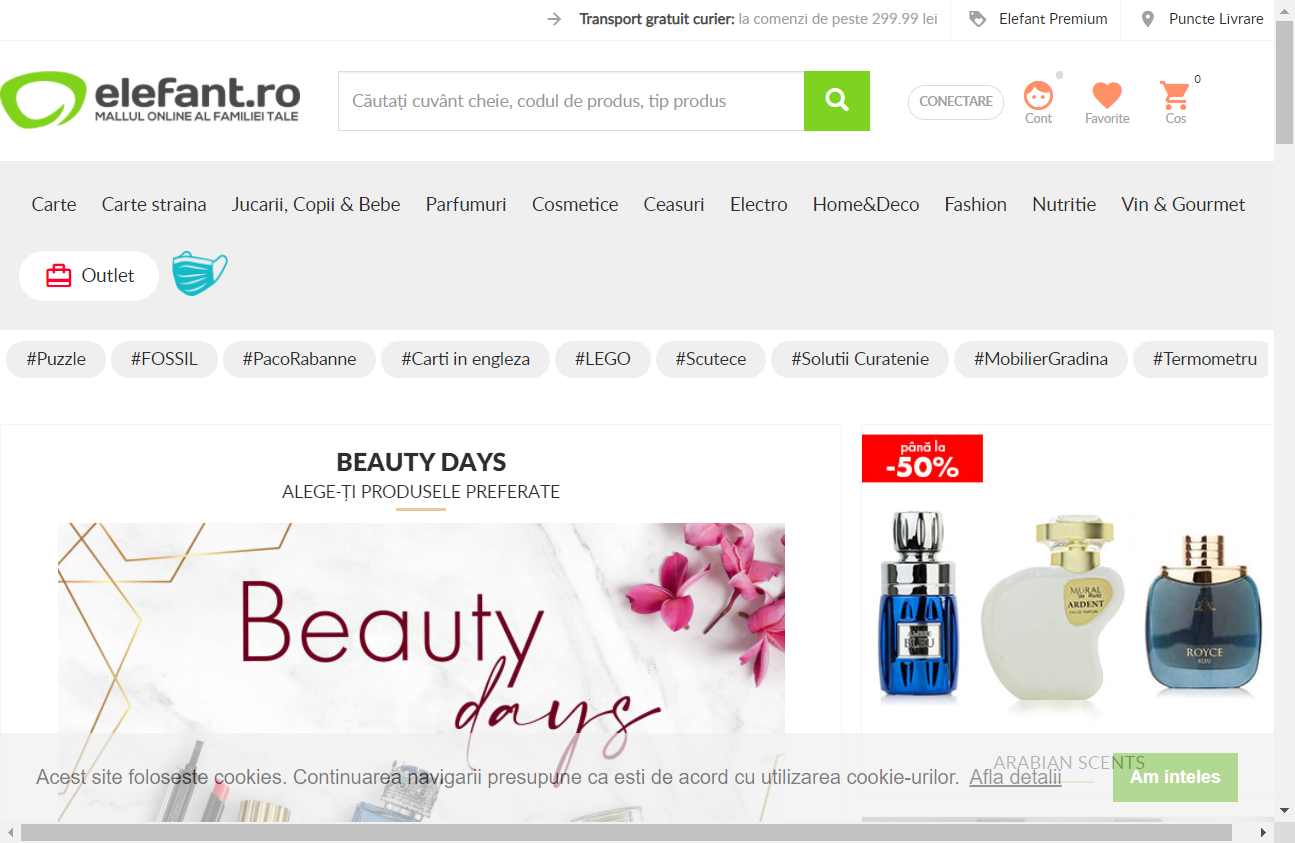 Transport gratuit curier: la comenzi de peste 299.99 lei
Elefant Premium
Puncte Livrare
elefant.ro
MALLUL ONLINE AL FAMILIEI TALE
Căutați cuvânt cheie, codul de produs, tip produs
CONECTARE
Cont
Favorite
0
Cos
Carte
Carte straina
Jucarii, Copii & Bebe
Parfumuri
Cosmetice
Ceasuri
Electro
Home&Deco
Fashion
Nutritie
Vin & Gourmet
Outlet
#Puzzle
#FOSSIL
#PacoRabanne
#Carti in engleza
#LEGO
#Scutece
#Solutii Curatenie
#MobilierGradina
#Termometru
BEAUTY DAYS
ALEGE-ȚI PRODUSELE PREFERATE
Beauty
days
până la
-50%
BLEU
MURAL
ARDENT
ROYCE
BLEU
ARABIAN SCENTS
Acest site foloseste cookies. Continuarea navigarii presupune ca esti de acord cu utilizarea cookie-urilor. Afla detalii
Am inteles